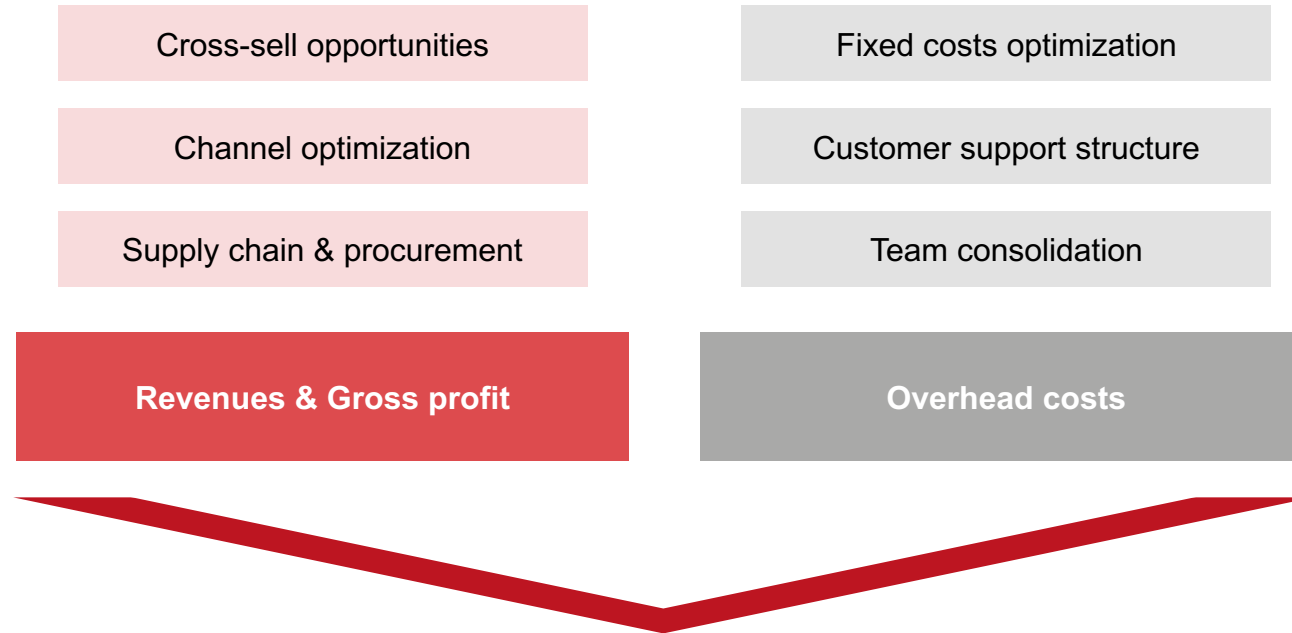 Cross-sell opportunities
Channel optimization
Supply chain & procurement
Revenues & Gross profit
Fixed costs optimization
Customer support structure
Team consolidation
Overhead costs